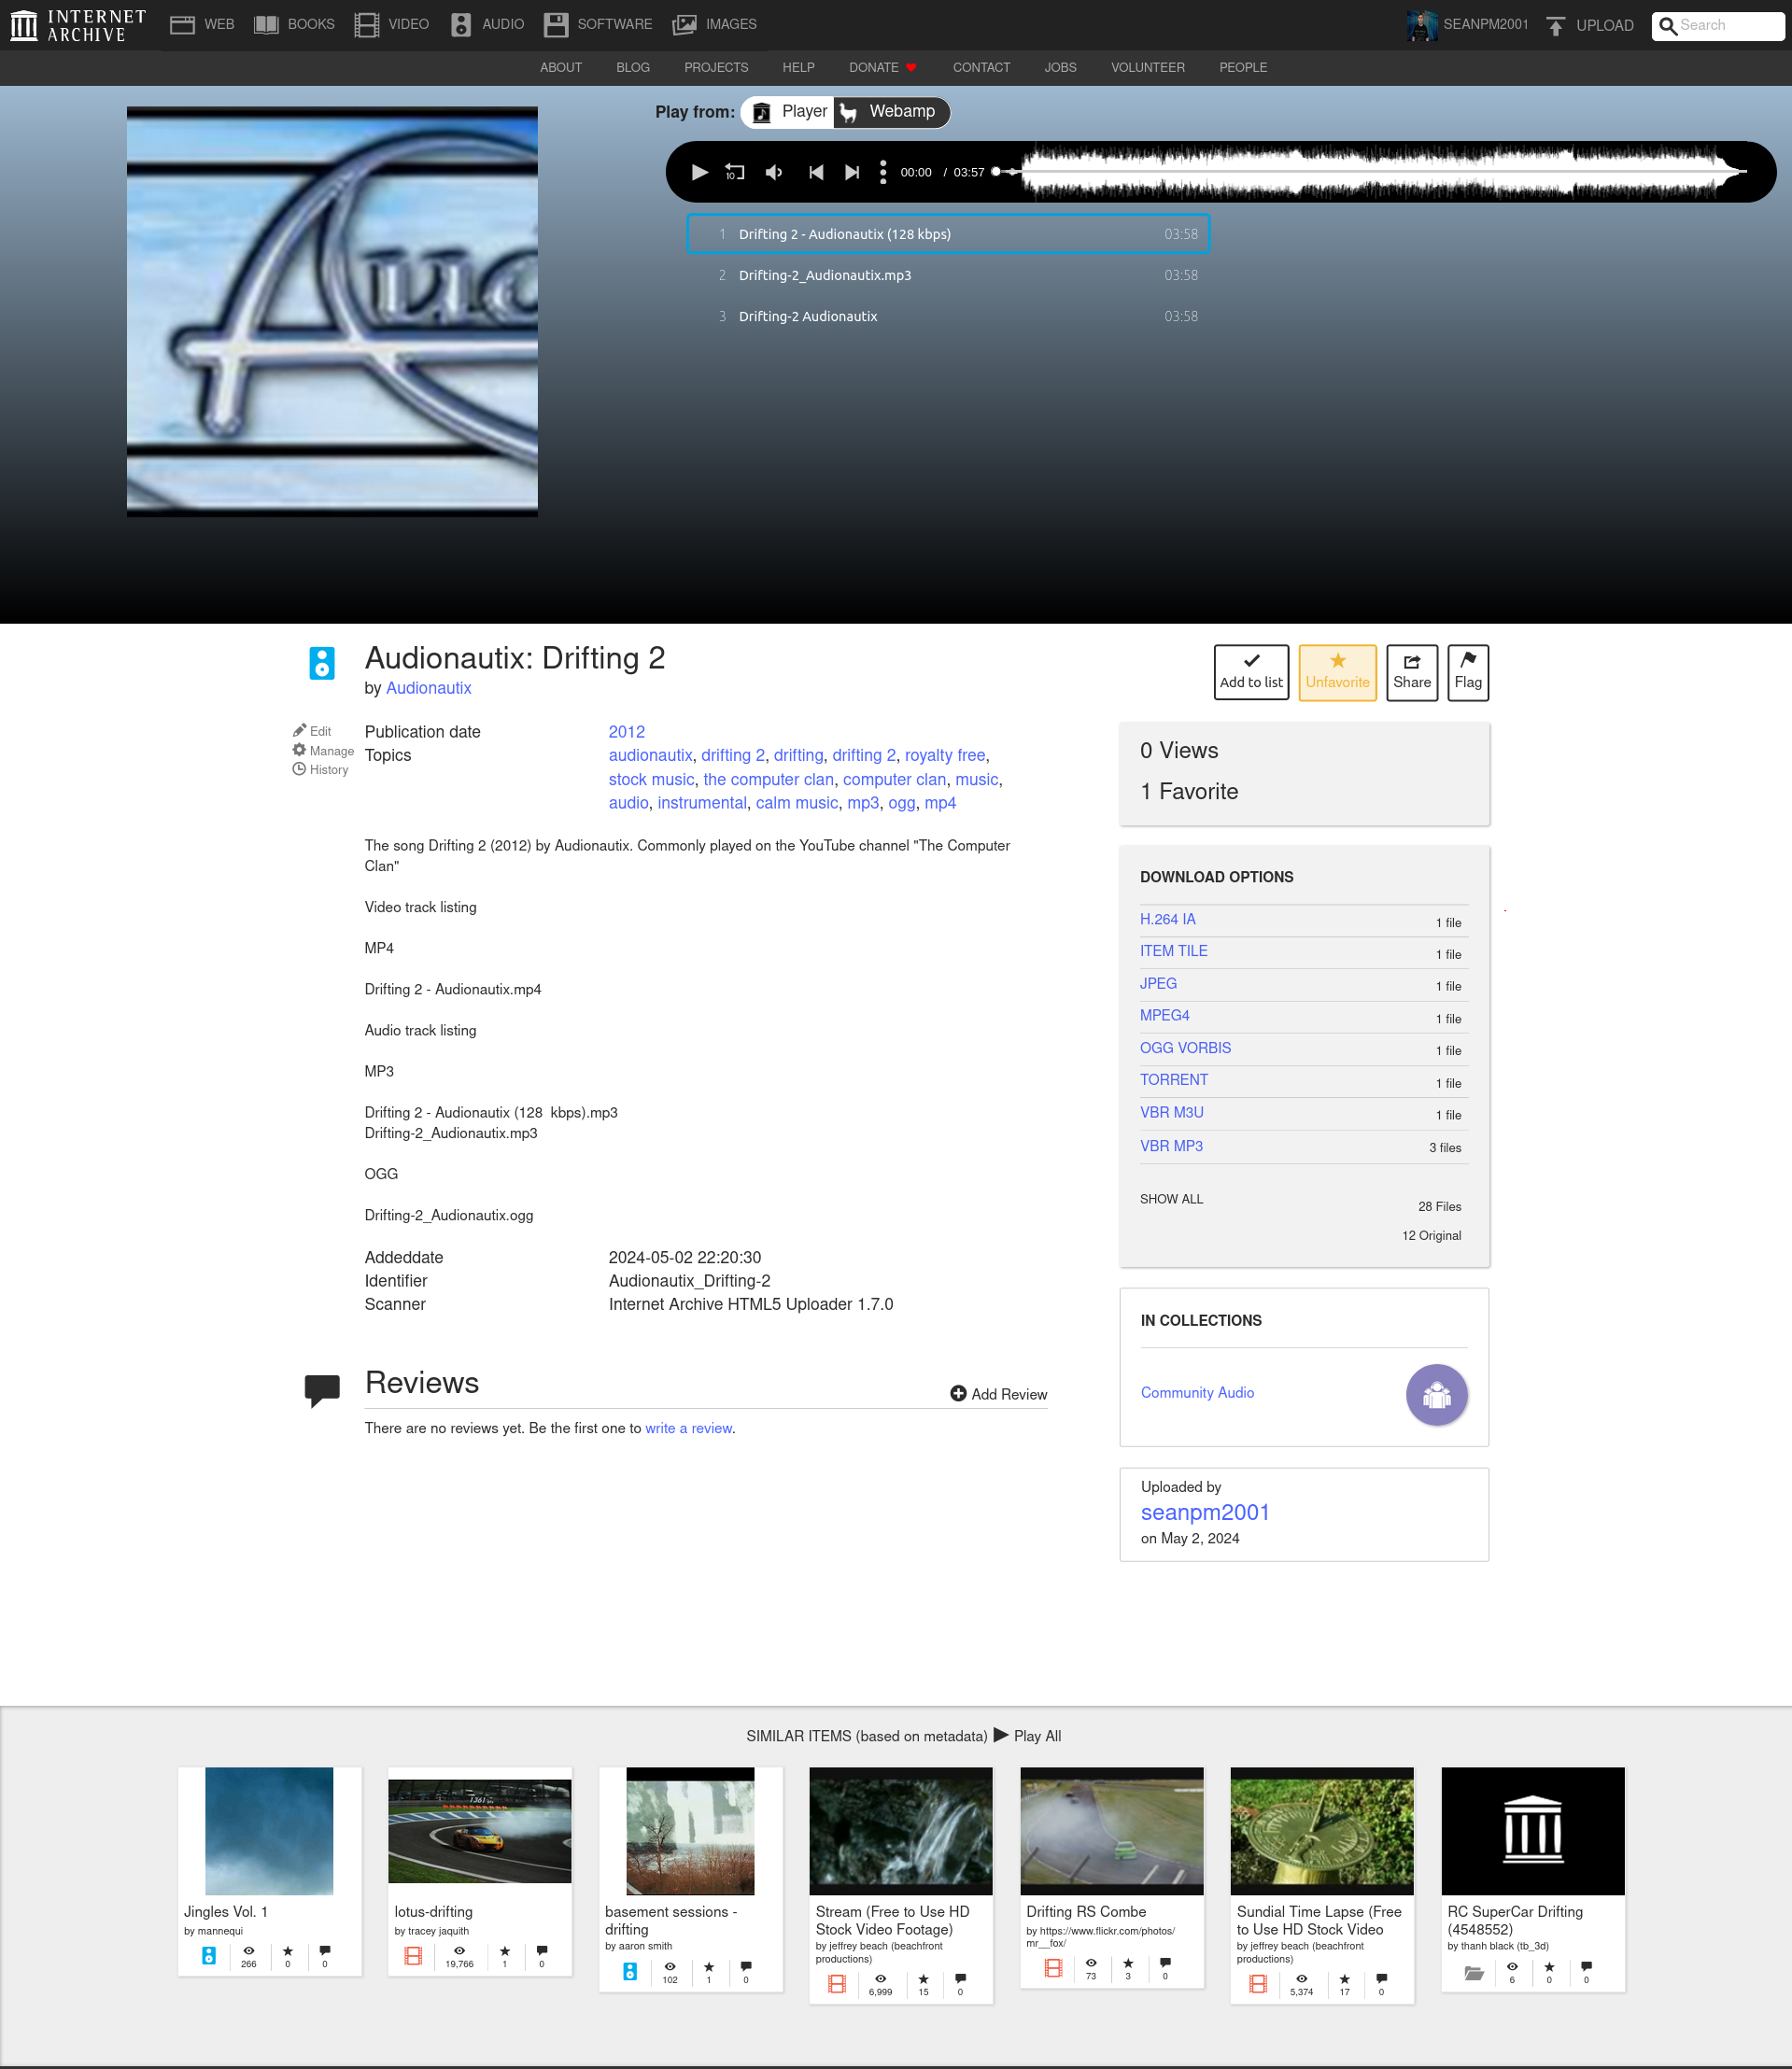 INTERNET ARCHIVE
WEB BOOKS VIDEO AUDIO SOFTWARE IMAGES
SEANPM2001 UPLOAD Search
ABOUT BLOG PROJECTS HELP DONATE CONTACT JOBS VOLUNTEER PEOPLE
Play from: Player Webamp
10 00:00 / 03:57
1 Drifting 2 - Audionautix (128 kbps) 03:58
2 Drifting-2_Audionautix.mp3 03:58
3 Drifting-2 Audionautix 03:58
Audionautix: Drifting 2
by Audionautix
Add to list
Unfavorite
Share
Flag
Edit
Manage
History
Publication date 2012
Topics audionautix, drifting 2, drifting, drifting 2, royalty free,
stock music, the computer clan, computer clan, music,
audio, instrumental, calm music, mp3, ogg, mp4
The song Drifting 2 (2012) by Audionautix. Commonly played on the YouTube channel "The Computer
Clan"
Video track listing
MP4
Drifting 2 - Audionautix.mp4
Audio track listing
MP3
Drifting 2 - Audionautix (128  kbps).mp3
Drifting-2_Audionautix.mp3
OGG
Drifting-2_Audionautix.ogg
Addeddate 2024-05-02 22:20:30
Identifier Audionautix_Drifting-2
Scanner Internet Archive HTML5 Uploader 1.7.0
Reviews
Add Review
There are no reviews yet. Be the first one to write a review.
0 Views
1 Favorite
DOWNLOAD OPTIONS
H.264 IA 1 file
ITEM TILE 1 file
JPEG 1 file
MPEG4 1 file
OGG VORBIS 1 file
TORRENT 1 file
VBR M3U 1 file
VBR MP3 3 files
SHOW ALL 28 Files
12 Original
IN COLLECTIONS
Community Audio
Uploaded by
seanpm2001
on May 2, 2024
SIMILAR ITEMS (based on metadata) Play All
Jingles Vol. 1
by mannequi
266 0 0
1361
lotus-drifting
by tracey jaquith
19,766 1 0
basement sessions -
drifting
by aaron smith
102 1 0
Stream (Free to Use HD
Stock Video Footage)
by jeffrey beach (beachfront
productions)
6,999 15 0
Drifting RS Combe
by https://www.flickr.com/photos/
mr__fox/
73 3 0
Sundial Time Lapse (Free
to Use HD Stock Video
by jeffrey beach (beachfront
productions)
5,374 17 0
RC SuperCar Drifting
(4548552)
by thanh black (tb_3d)
6 0 0